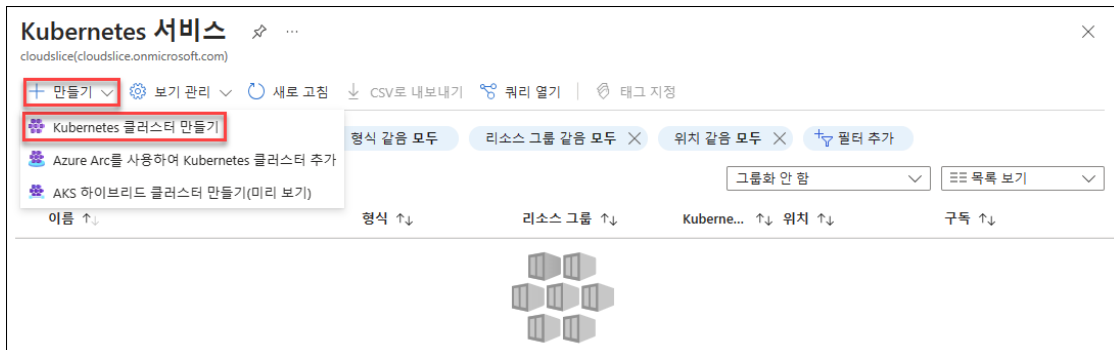 Kubernetes 서비스
cloudslice(cloudslice.onmicrosoft.com)
만들기 보기 관리 새로 고침 CSV로 내보내기 쿼리 열기 태그 지정
Kubernetes 클러스터 만들기 형식 같음 모두 리소스 그룹 같음 모두 위치 같음 모두 필터 추가
Azure Arc를 사용하여 Kubernetes 클러스터 추가
그룹화 안 함 목록 보기
AKS 하이브리드 클러스터 만들기(미리 보기)
이름 형식 리소스 그룹 Kuberne... 위치 구독